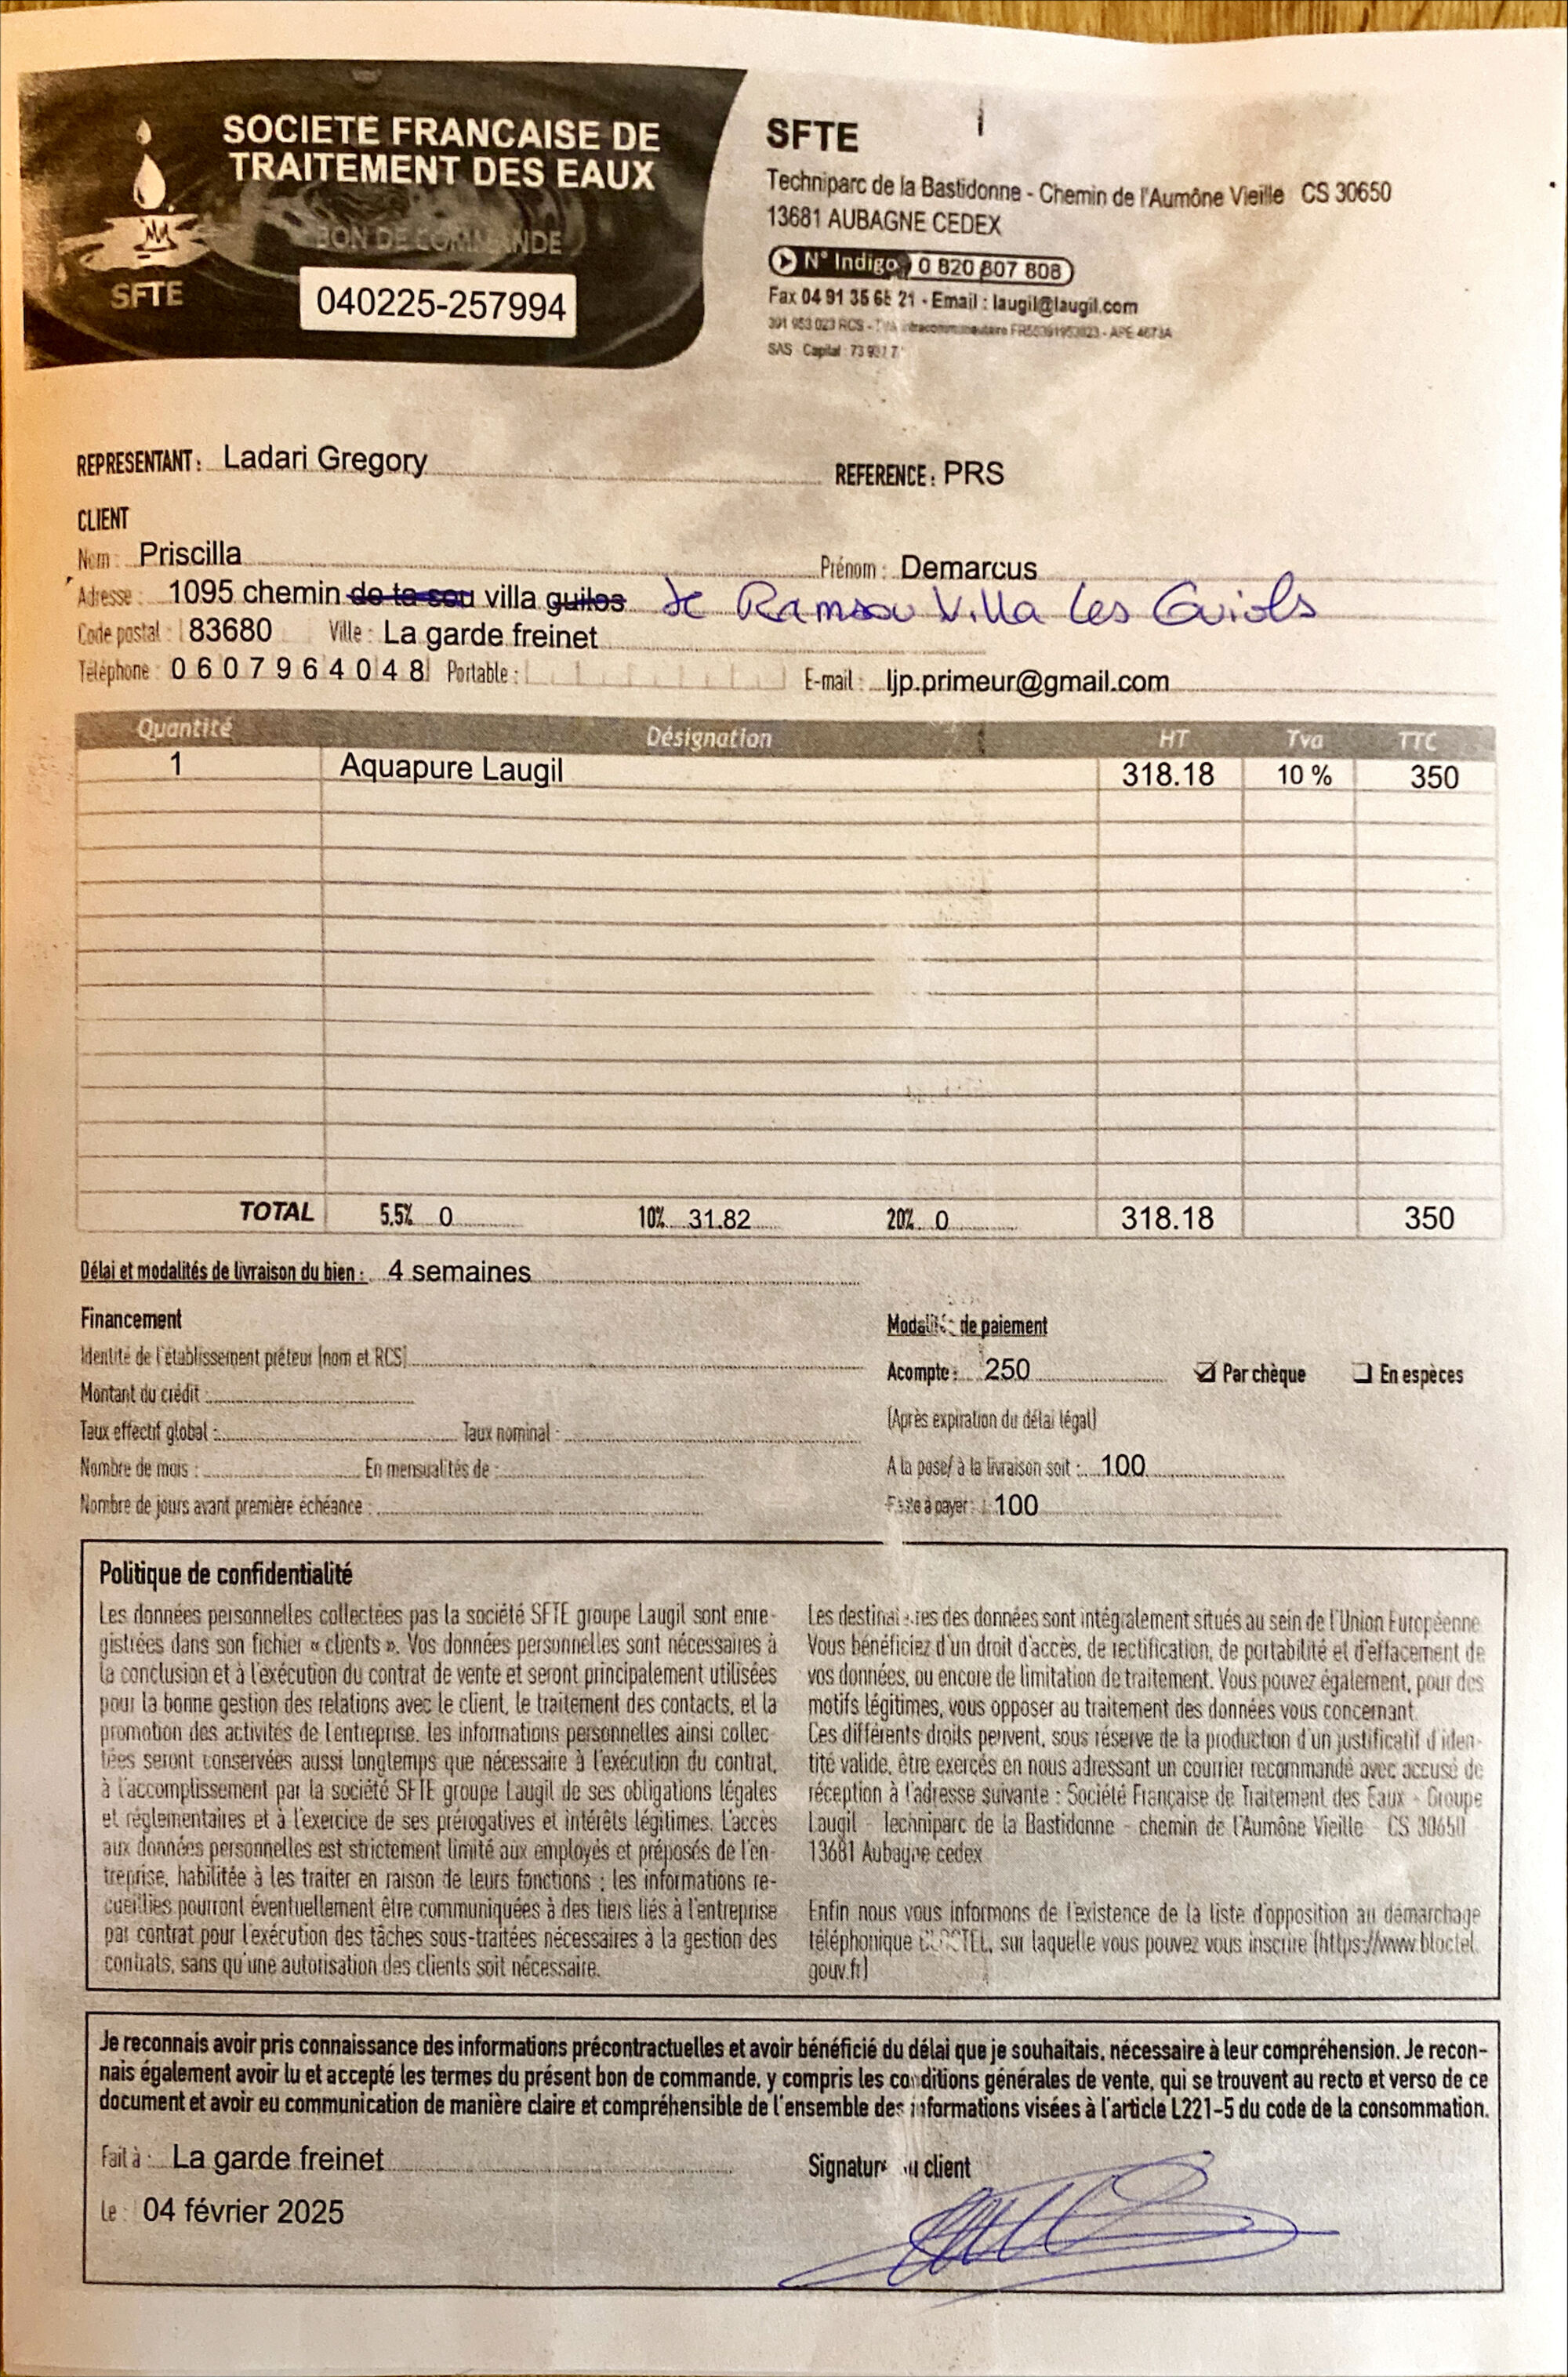 SOCIETE FRANCAISE DE
TRAITEMENT DES EAUX
BON DE COMMANDE
SFTE
040225-257994
SFTE
Techniparc de la Bastidonne - Chemin de l'Aumône Vieille CS 30650
13681 AUBAGNE CEDEX
N° Indigo 0 820 807 808
Fax 04 91 35 65 21 - Email : laugil@laugil.com
391 953 023 RCS - TVA intracommunautaire FR55391953023 - APE 4673A
SAS Capital : 73
REPRESENTANT : Ladari Gregory REFERENCE : PRS
CLIENT
Nom : Priscilla Prénom : Demarcus
Adresse : 1095 chemin villa guilos de Villa Les Guiols
Code postal : 83680 Ville : La garde freinet
Téléphone 0607964048 Portable : E-mail : ljp.primeur@gmail.com
Quantité Désignation HT Tva TTC
1 Aquapure Laugil 318.18 10 % 350
TOTAL 5,5% 0 10% 31.82 20% 0 318.18 350
Délai et modalités de livraison du bien : 4 semaines
Financement
Identité de l'établissement prêteur (nom et RCS)
Montant du crédit :
Taux effectif global : Taux nominal :
Nombre de mois : En mensualités de :
Nombre de jours avant première échéance :
Modalités de paiement
Acompte : 250 Par chèque En espèces
(Après expiration du délai légal)
A la pose/ à la livraison soit : 100
Reste à payer : 100
Politique de confidentialité
Les données personnelles collectées pas la société SFTE groupe Laugil sont enre-
gistrées dans son fichier « clients ». Vos données personnelles sont nécessaires à
la conclusion et à l'exécution du contrat de vente et seront principalement utilisées
pour la bonne gestion des relations avec le client, le traitement des contacts, et la
promotion des activités de l'entreprise. les informations personnelles ainsi collec-
tées seront conservées aussi longtemps que nécessaire à l'exécution du contrat,
à l'accomplissement par la société SFTE groupe Laugil de ses obligations légales
et réglementaires et à l'exercice de ses prérogatives et intérêts légitimes. L'accès
aux données personnelles est strictement limité aux employés et préposés de l'en-
treprise, habilitée à les traiter en raison de leurs fonctions ; les informations re-
cueillies pourront éventuellement être communiquées à des tiers liés à l'entreprise
par contrat pour l'exécution des tâches sous-traitées nécessaires à la gestion des
contrats, sans qu'une autorisation des clients soit nécessaire.
Les destinataires des données sont intégralement situés au sein de l'Union Européenne
Vous bénéficiez d'un droit d'accès, de rectification, de portabilité et d'effacement de
vos données, ou encore de limitation de traitement. Vous pouvez également, pour des
motifs légitimes, vous opposer au traitement des données vous concernant.
Ces différents droits peuvent, sous réserve de la production d'un justificatif d'iden-
tité valide, être exercés en nous adressant un courrier recommandé avec accusé de
réception à l'adresse suivante : Société Française de Traitement des Eaux - Groupe
Laugil - Techniparc de la Bastidonne - chemin de l'Aumône Vieille - CS 30650
13681 Aubagne cedex
Enfin nous vous informons de l'existence de la liste d'opposition au démarchage
téléphonique BLOCTEL, sur laquelle vous pouvez vous inscrire (https://www.bloctel.
gouv.fr)
Je reconnais avoir pris connaissance des informations précontractuelles et avoir bénéficié du délai que je souhaitais, nécessaire à leur compréhension. Je recon-
nais également avoir lu et accepté les termes du présent bon de commande, y compris les conditions générales de vente, qui se trouvent au recto et verso de ce
document et avoir eu communication de manière claire et compréhensible de l'ensemble des informations visées à l'article L221-5 du code de la consommation.
Fait à : La garde freinet
Signature du client
Le : 04 février 2025